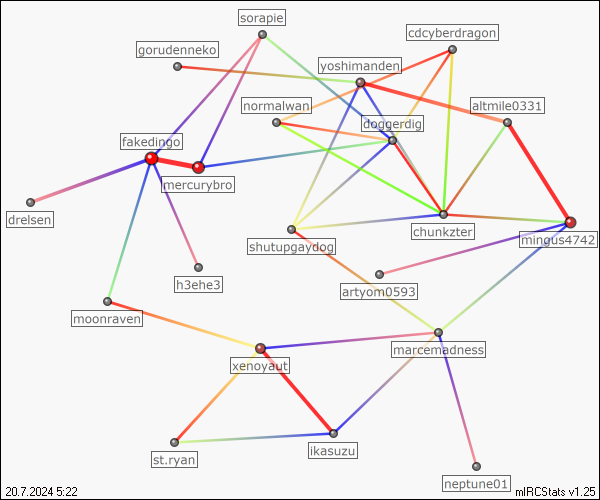 sorapie
cdcyberdragon
gorudenneko
yoshimanden
normalwan
altmile0331
doggerdig
fakedingo
mercurybro
drelsen
chunkzter
mingus4742
shutupgaydog
h3ehe3
artyom0593
moonraven
marcemadness
xenoyaut
ikasuzu
st.ryan
neptune01
20.7.2024 5:22
mIRCStats v1.25